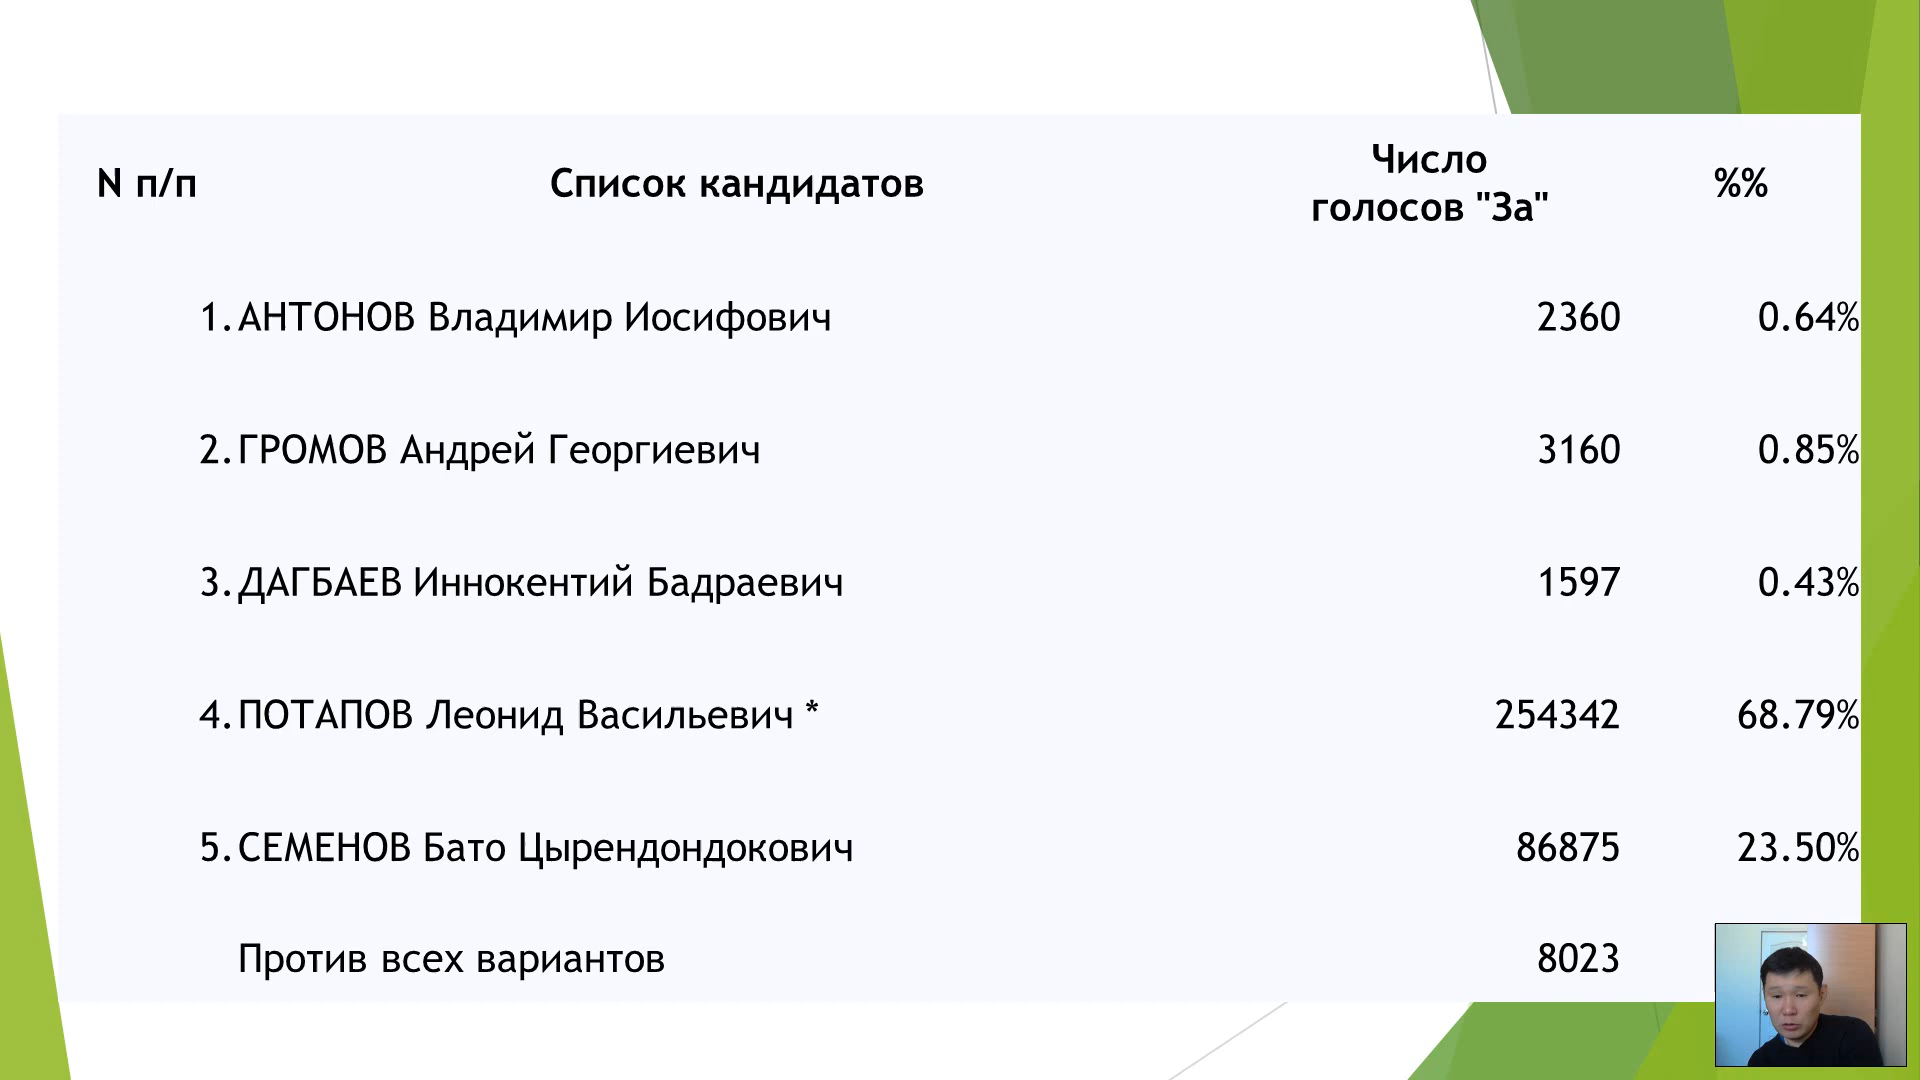 N п/п Список кандидатов Число голосов "За" %%
1. АНТОНОВ Владимир Иосифович 2360 0.64%
2. ГРОМОВ Андрей Георгиевич 3160 0.85%
3. ДАГБАЕВ Иннокентий Бадраевич 1597 0.43%
4. ПОТАПОВ Леонид Васильевич * 254342 68.79%
5. СЕМЕНОВ Бато Цырендондокович 86875 23.50%
Против всех вариантов 8023